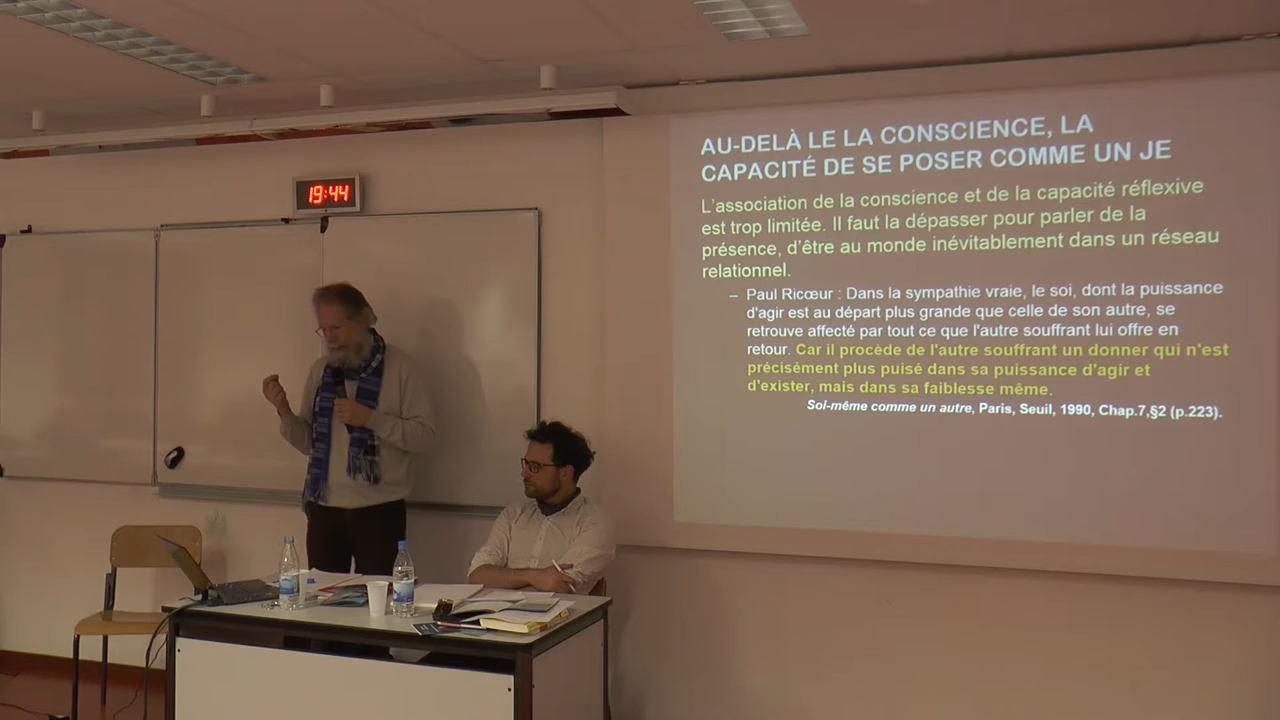 19:44
AU-DELÀ LE LA CONSCIENCE, LA
CAPACITÉ DE SE POSER COMME UN JE
L'association de la conscience et de la capacité réflexive
est trop limitée. Il faut la dépasser pour parler de la
présence, d'être au monde inévitablement dans un réseau
relationnel.
– Paul Ricœur : Dans la sympathie vraie, le soi, dont la puissance
d'agir est au départ plus grande que celle de son autre, se
retrouve affecté par tout ce que l'autre souffrant lui offre en
retour. Car il procède de l'autre souffrant un donner qui n'est
précisément plus puisé dans sa puissance d'agir et
d'exister, mais dans sa faiblesse même.
Soi-même comme un autre, Paris, Seuil, 1990, Chap.7,§2 (p.223).